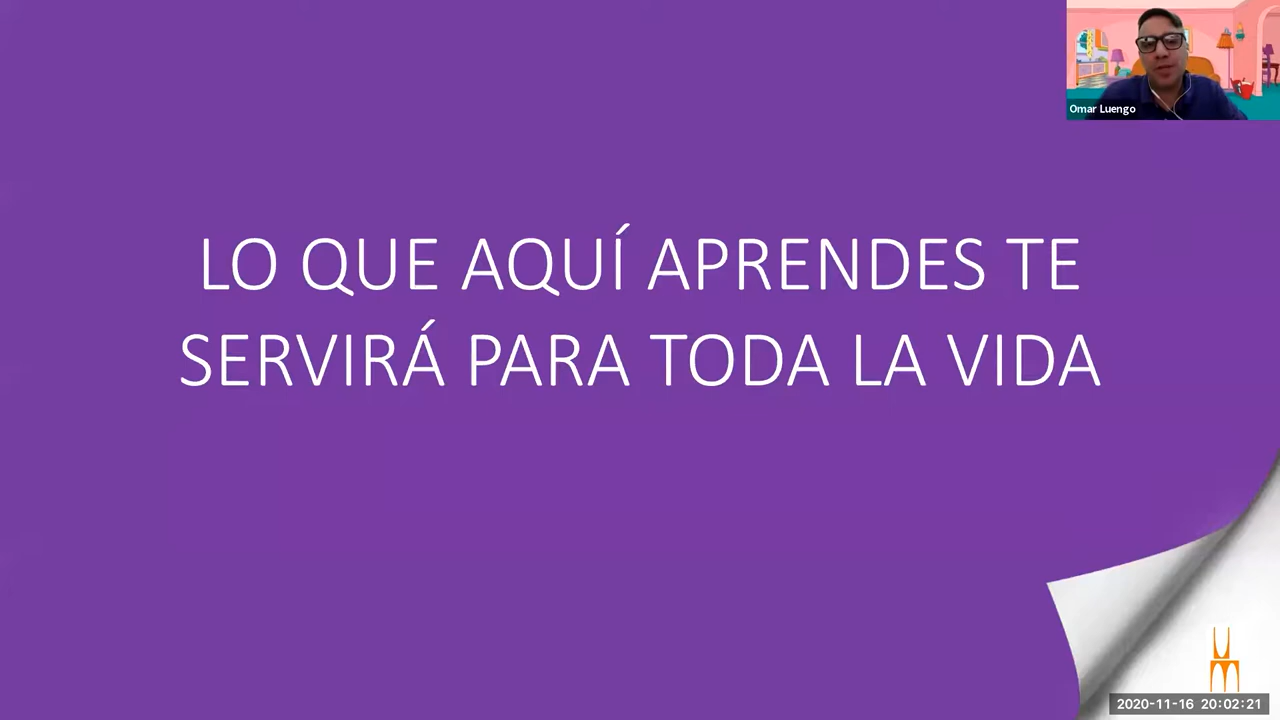 Omar Luengo
LO QUE AQUÍ APRENDES TE
SERVIRÁ PARA TODA LA VIDA
2020-11-16 20:02:21